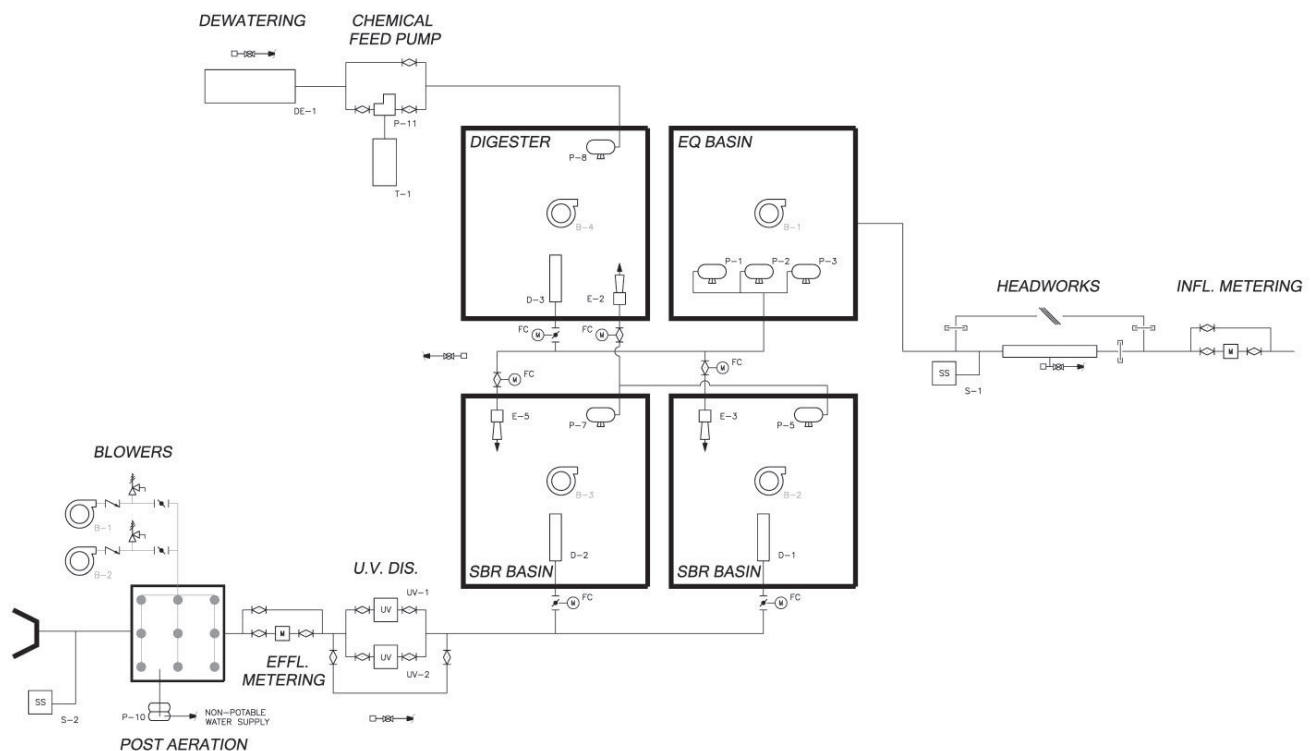 DEWATERING
CHEMICAL
FEED PUMP
DE-1
P-11
T-1
DIGESTER
P-8
B-4
D-3
E-2
FC
M
FC
M
EQ BASIN
B-1
P-1
P-2
P-3
HEADWORKS
INFL. METERING
SS
S-1
M
M
FC
M
FC
E-5
P-7
B-3
D-2
SBR BASIN
M
FC
E-3
P-5
B-2
D-1
SBR BASIN
M
FC
BLOWERS
B-1
B-2
U.V. DIS.
UV-1
UV
UV
UV-2
M
EFFL.
METERING
SS
S-2
P-10
NON-POTABLE
WATER SUPPLY
POST AERATION